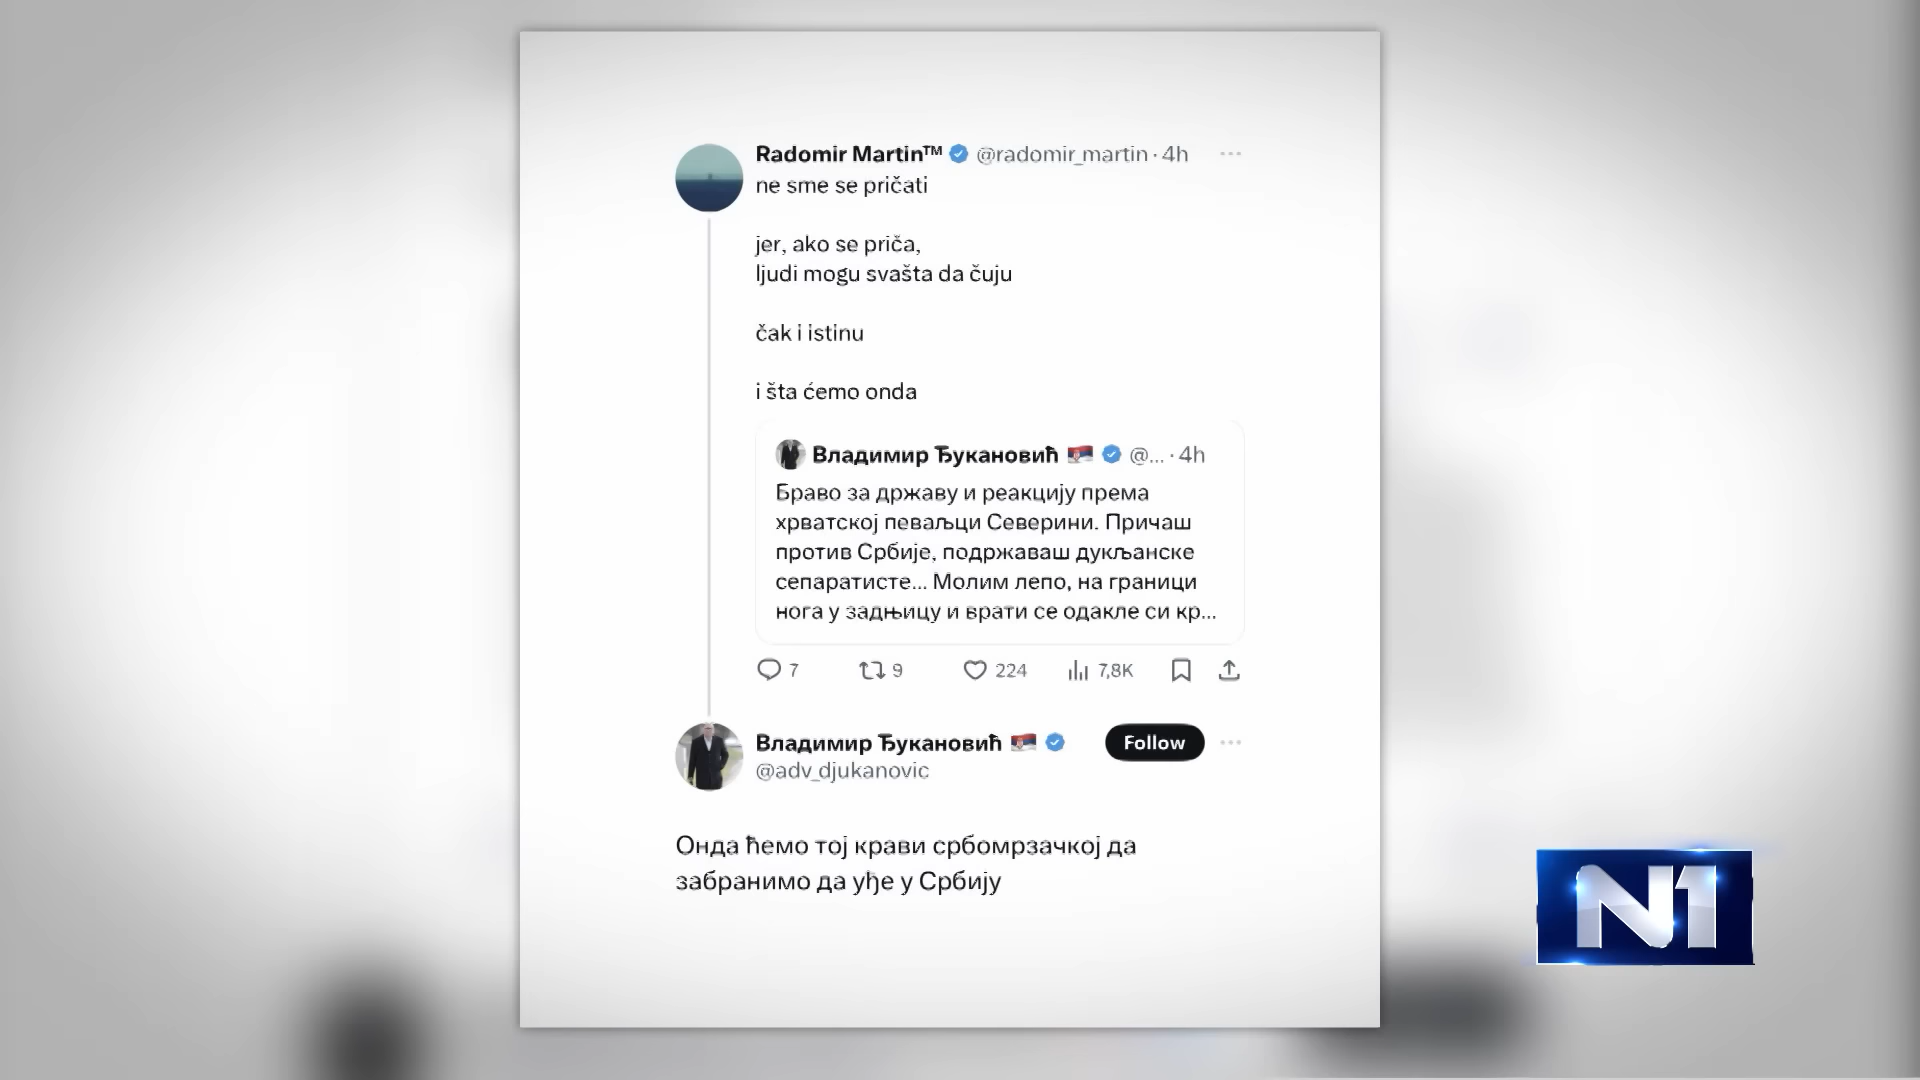 Radomir Martin™ @radomir_martin · 4h ···
ne sme se pričati
jer, ako se priča,
ljudi mogu svašta da čuju
čak i istinu
i šta ćemo onda
Владимир Ђукановић @... · 4h
Браво за државу и реакцију према
хрватској певаљци Северини. Причаш
против Србије, подржаваш дукљанске
сепаратисте... Молим лепо, на граници
нога у задњицу и врати се одакле си кр...
7 9 224 7,8K
Владимир Ђукановић Follow ···
@adv_djukanovic
Онда ћемо тој крави србомрзачкој да
забранимо да уђе у Србију
N1